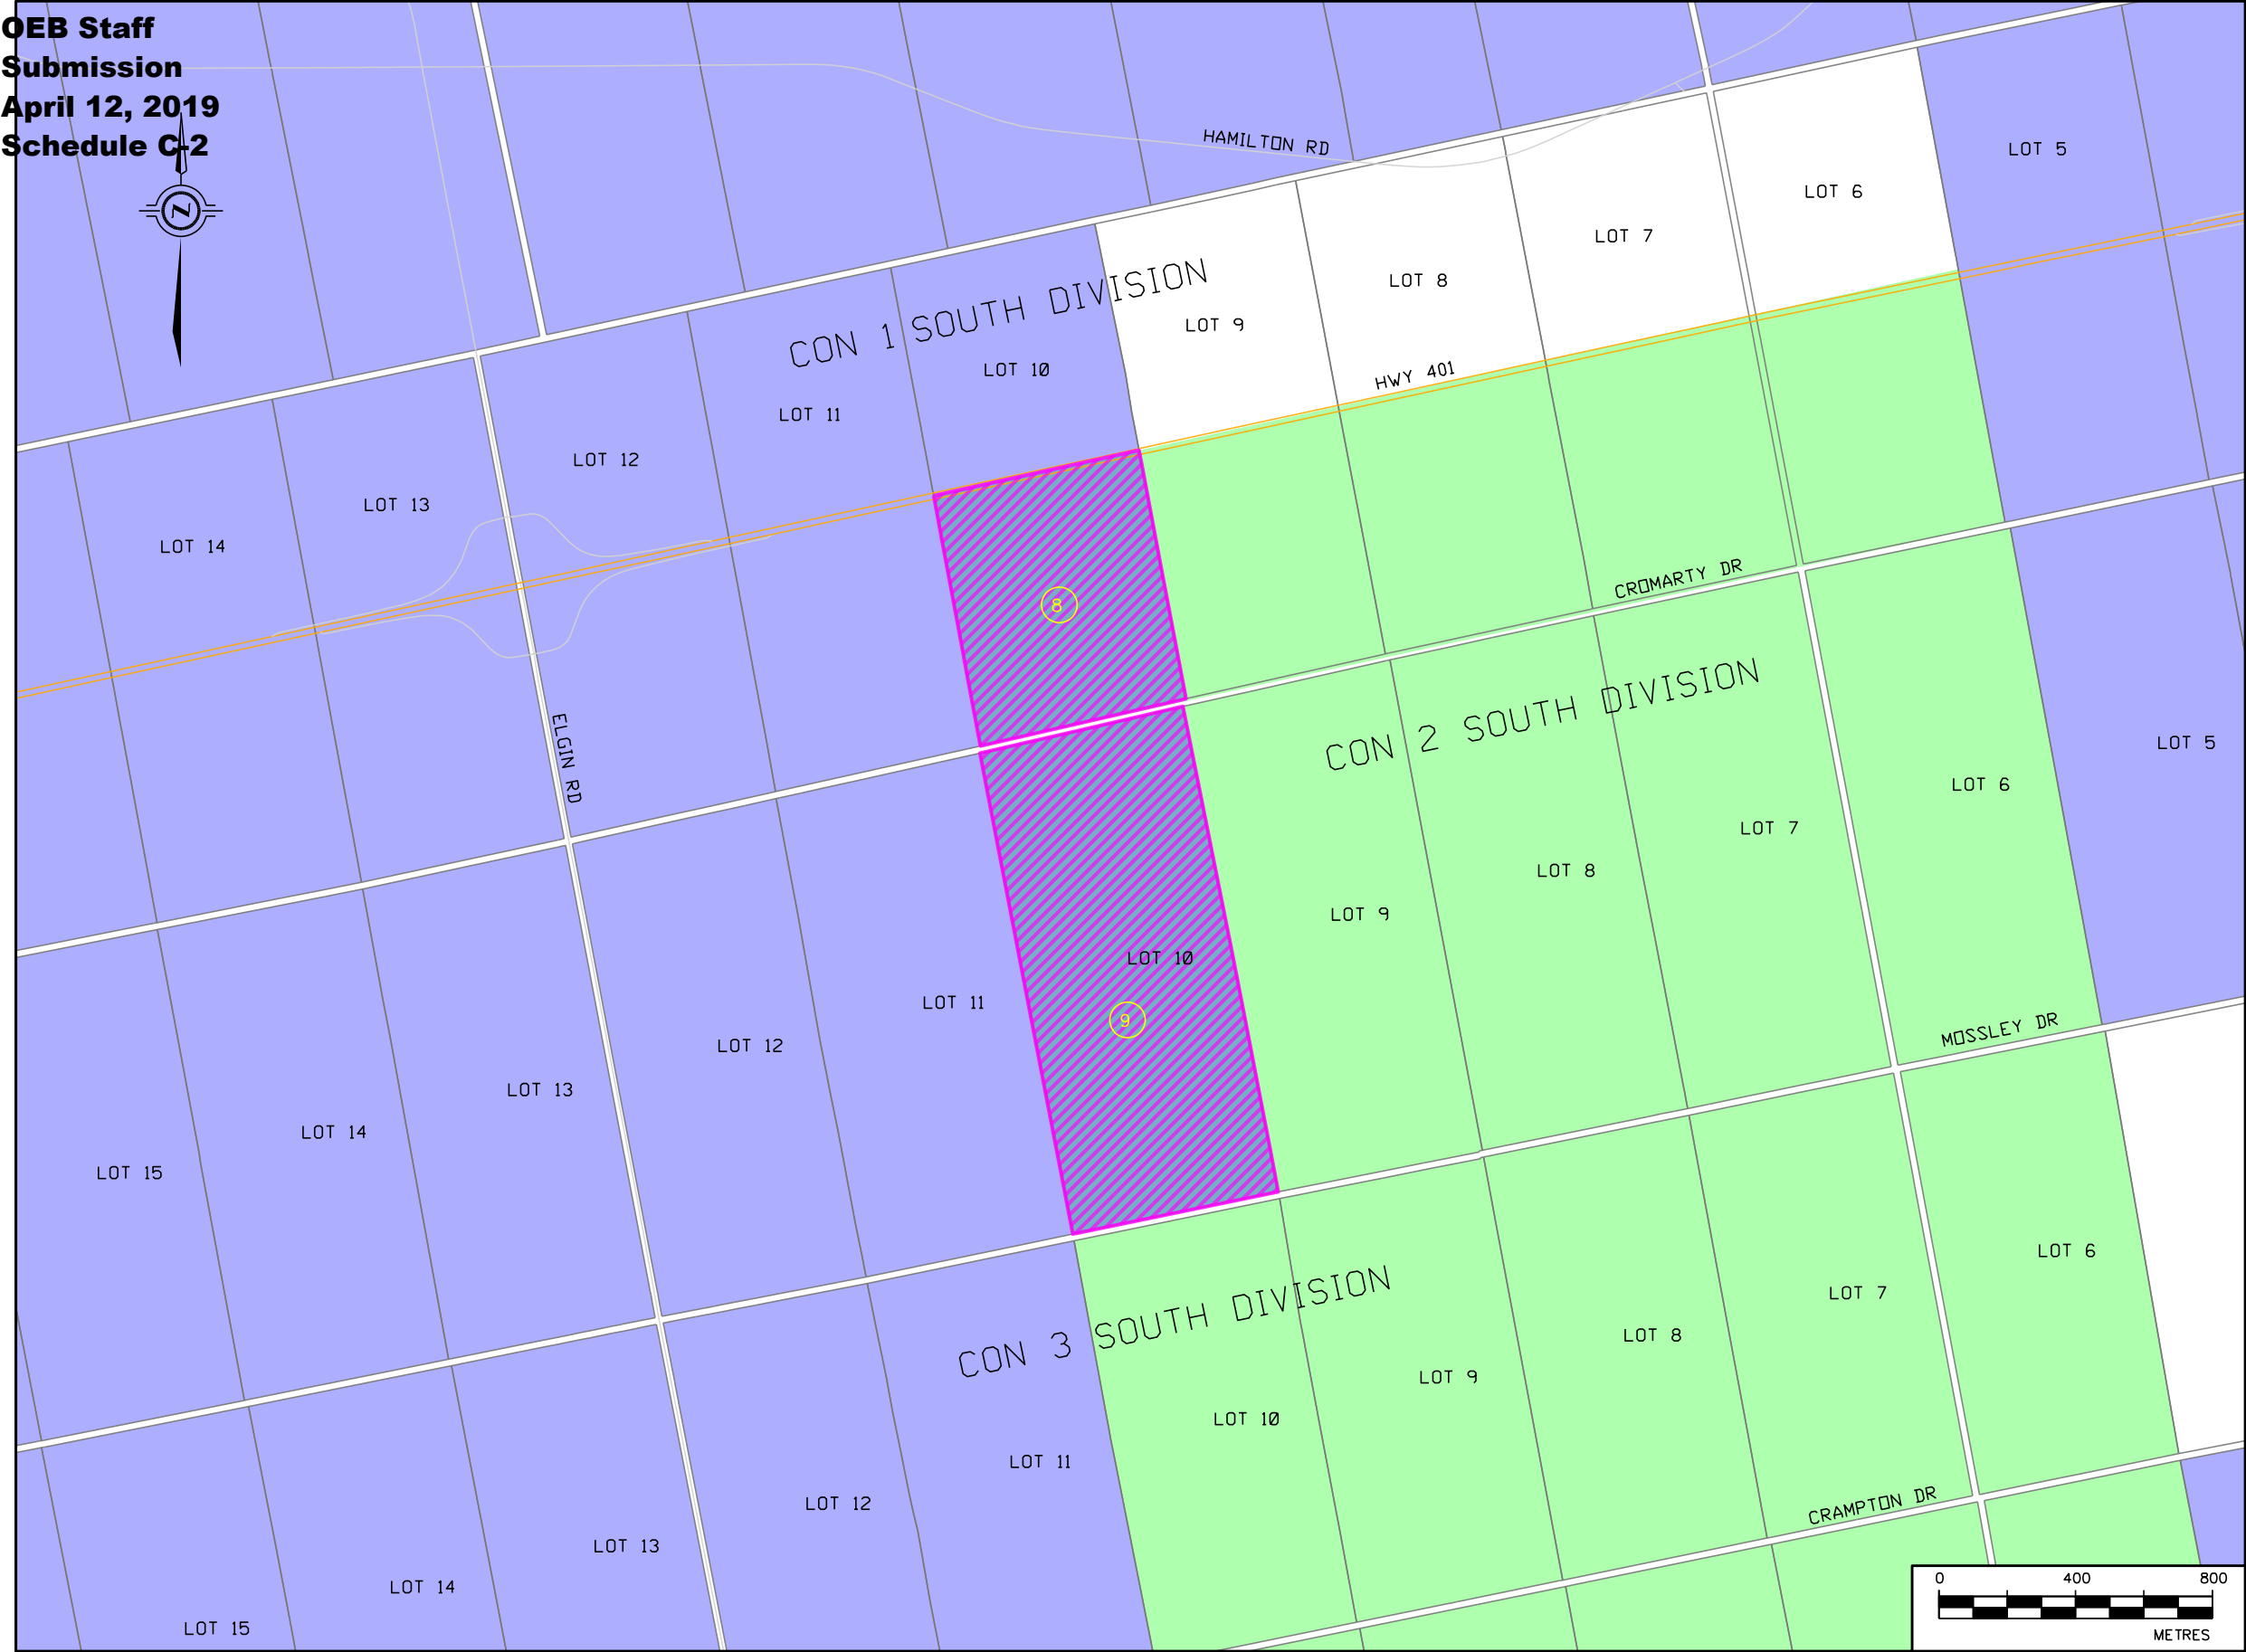 OEB Staff
Submission
April 12, 2019
Schedule C-2
N
HAMILTON RD
LOT 5
LOT 6
LOT 7
LOT 8
CON 1 SOUTH DIVISION
LOT 9
LOT 10
HWY 401
LOT 11
LOT 12
LOT 13
LOT 14
CROMARTY DR
8
CON 2 SOUTH DIVISION
ELGIN RD
LOT 5
LOT 6
LOT 7
LOT 8
LOT 9
LOT 10
LOT 11
9
MOSSLEY DR
LOT 12
LOT 13
LOT 14
LOT 15
CON 3 SOUTH DIVISION
LOT 6
LOT 7
LOT 8
LOT 9
LOT 10
LOT 11
CRAMPTON DR
LOT 12
LOT 13
LOT 14
LOT 15
0 400 800
METRES